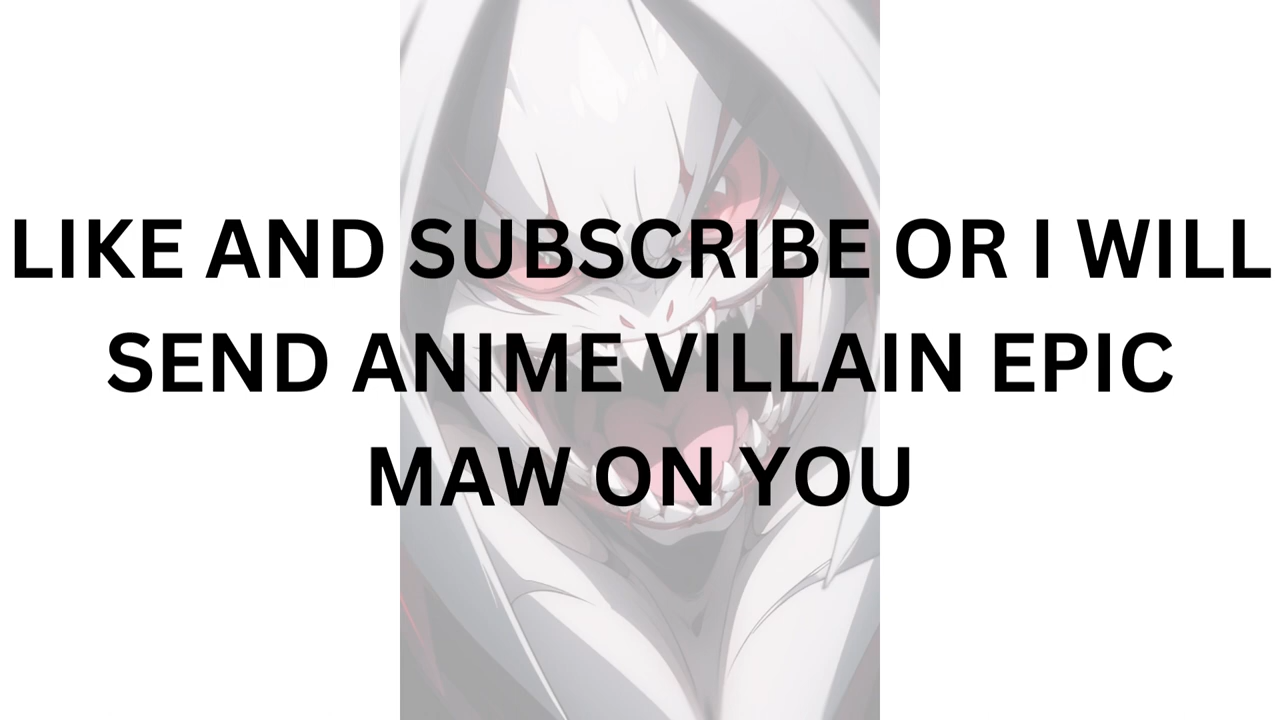 LIKE AND SUBSCRIBE OR I WILL
SEND ANIME VILLAIN EPIC
MAW ON YOU